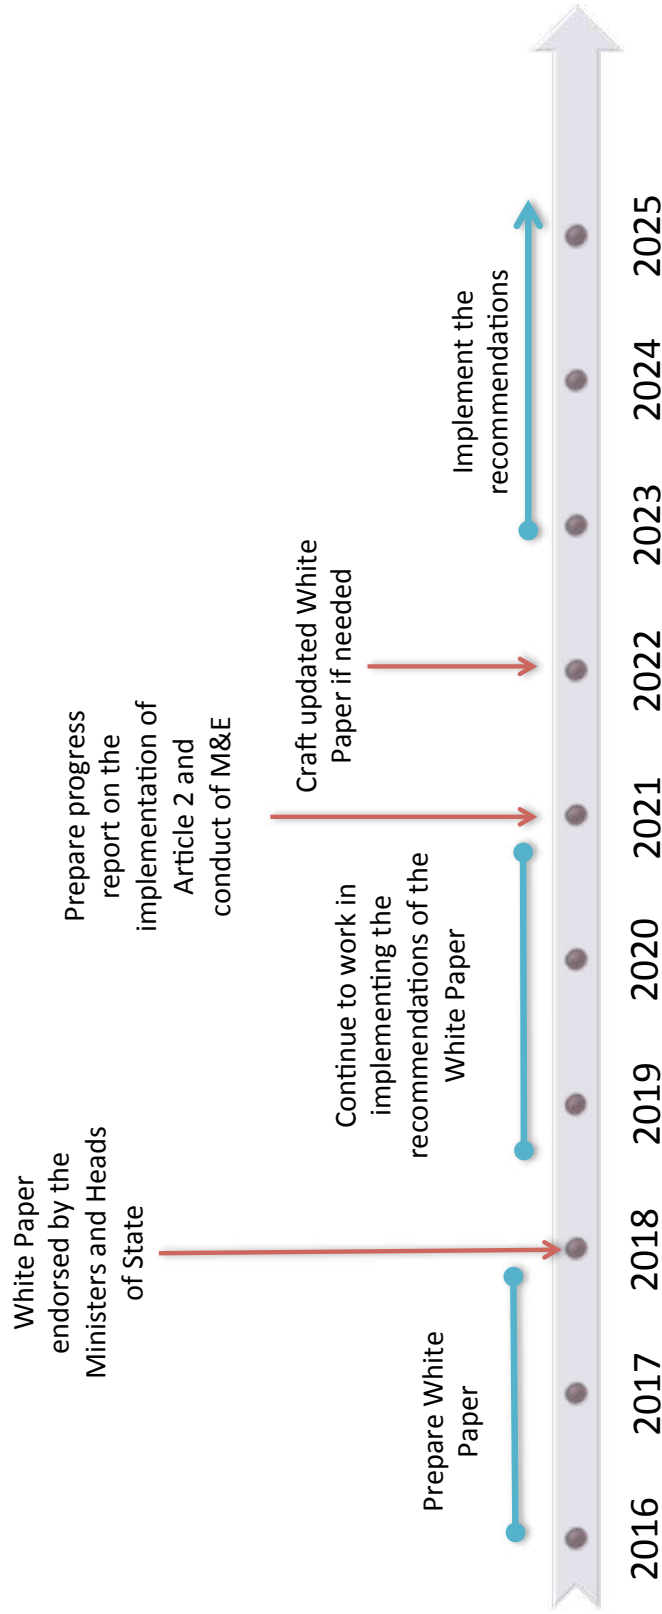 Prepare White
Paper
White Paper
endorsed by the
Ministers and Heads
of State
Continue to work in
implementing the
recommendations of the
White Paper
Prepare progress
report on the
implementation of
Article 2 and
conduct of M&E
Craft updated White
Paper if needed
Implement the
recommendations
2016
2017
2018
2019
2020
2021
2022
2023
2024
2025